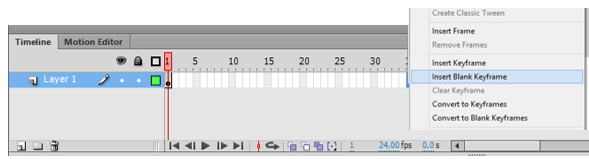 Create Classic Tween
Insert Frame
Remove Frames
Insert Keyframe
Insert Blank Keyframe
Clear Keyframe
Convert to Keyframes
Convert to Blank Keyframes
Timeline Motion Editor
1 5 10 15 20 25 30
Layer 1
1 24.00 fps 0.0 s